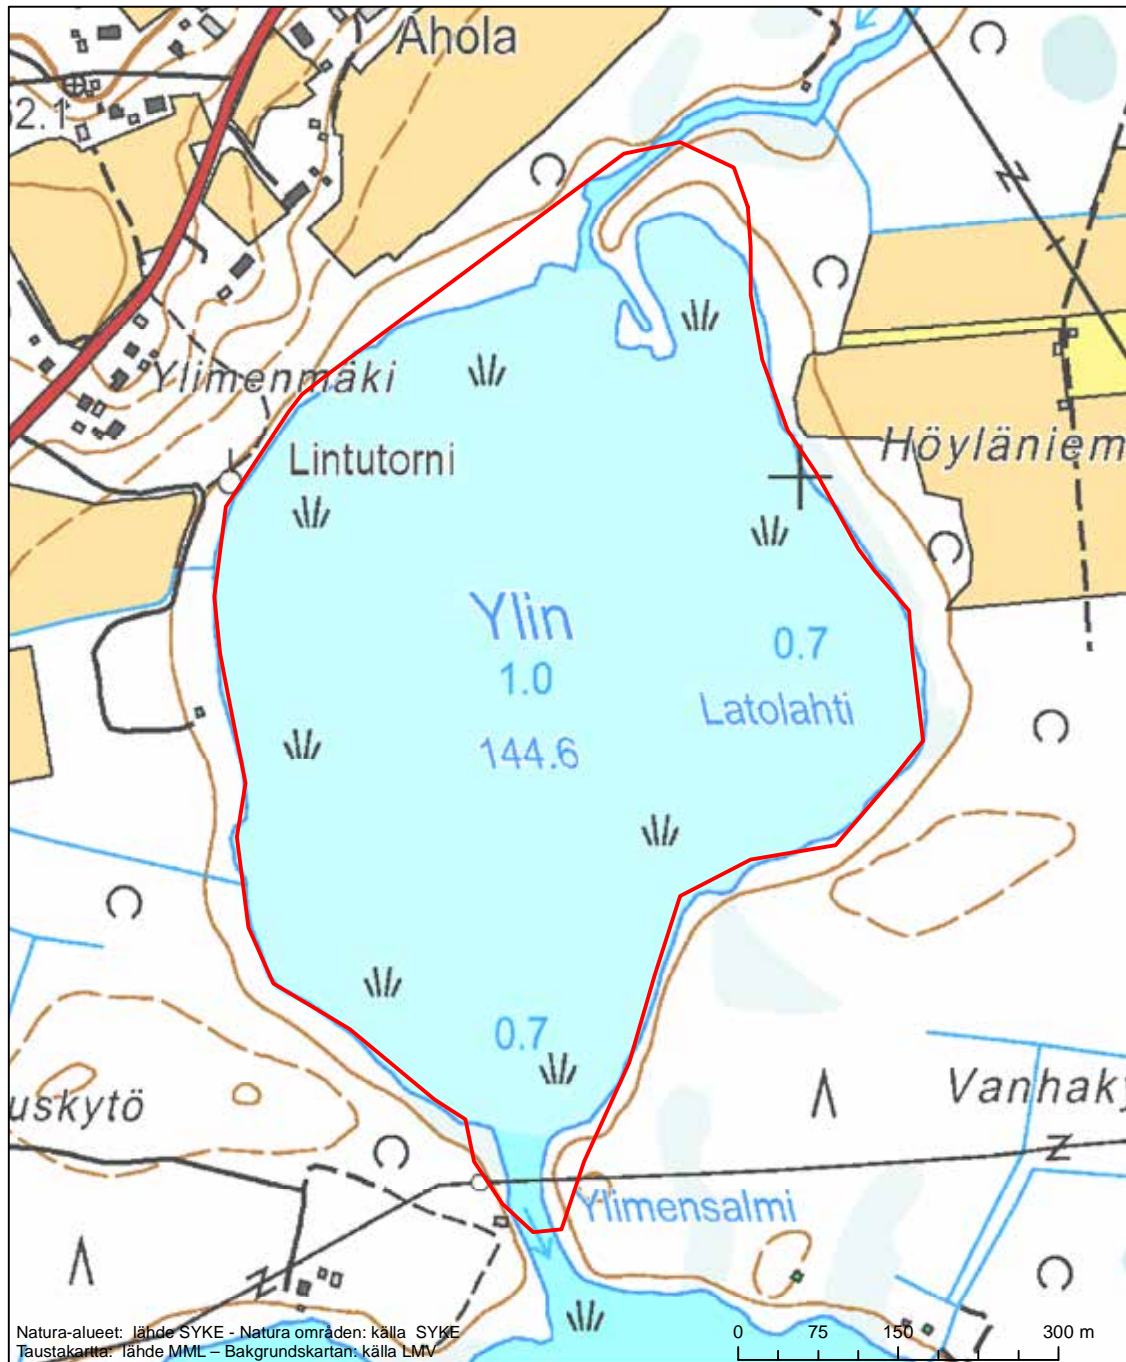 Ahola
62.1
Ylimenmäki
Lintutorni
Höyläniem
Ylin
1.0
0.7
Latolahti
144.6
0.7
uskytö
Vanhaky
Ylimensalmi
Natura-alueet: lähde SYKE - Natura områden: källa SYKE
Taustakartta: lähde MML – Bakgrundskartan: källa LMV
0 75 150 300 m